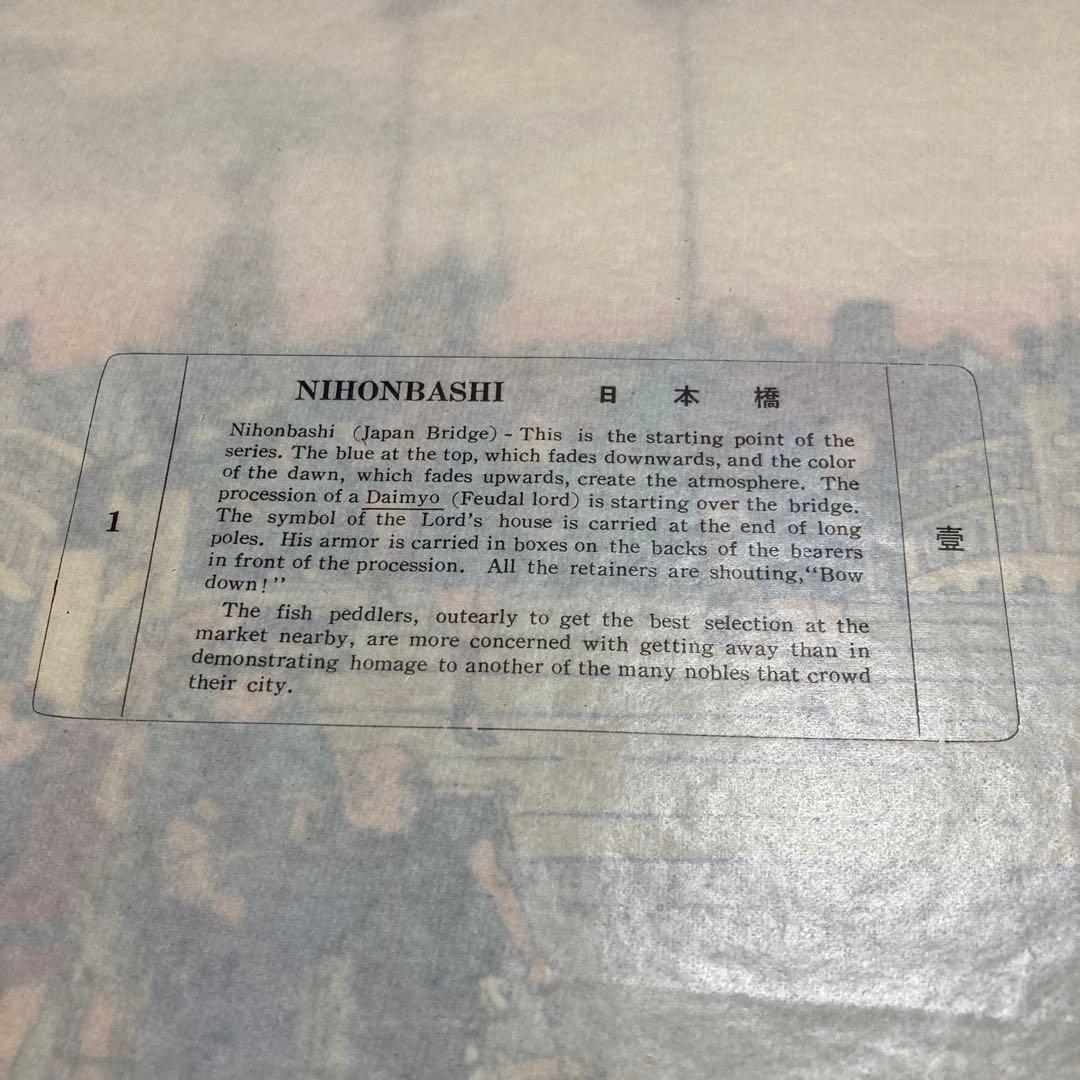 NIHONBASHI 日本橋
Nihonbashi (Japan Bridge) - This is the starting point of the
series. The blue at the top, which fades downwards, and the color
of the dawn, which fades upwards, create the atmosphere. The
procession of a Daimyo (Feudal lord) is starting over the bridge.
The symbol of the Lord's house is carried at the end of long
poles. His armor is carried in boxes on the backs of the bearers
in front of the procession. All the retainers are shouting,“Bow
down!”
The fish peddlers, outearly to get the best selection at the
market nearby, are more concerned with getting away than in
demonstrating homage to another of the many nobles that crowd
their city.
1
壹